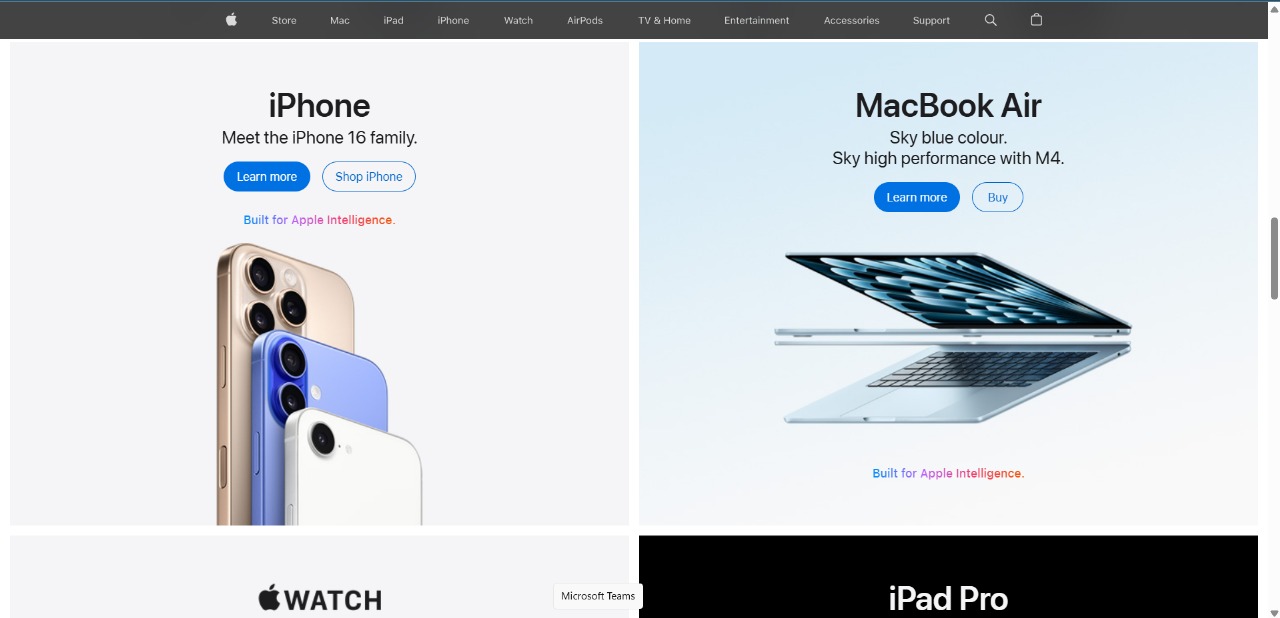 Store Mac iPad iPhone Watch AirPods TV & Home Entertainment Accessories Support
iPhone
Meet the iPhone 16 family.
Learn more Shop iPhone
Built for Apple Intelligence.
MacBook Air
Sky blue colour.
Sky high performance with M4.
Learn more Buy
Built for Apple Intelligence.
WATCH
Microsoft Teams
iPad Pro